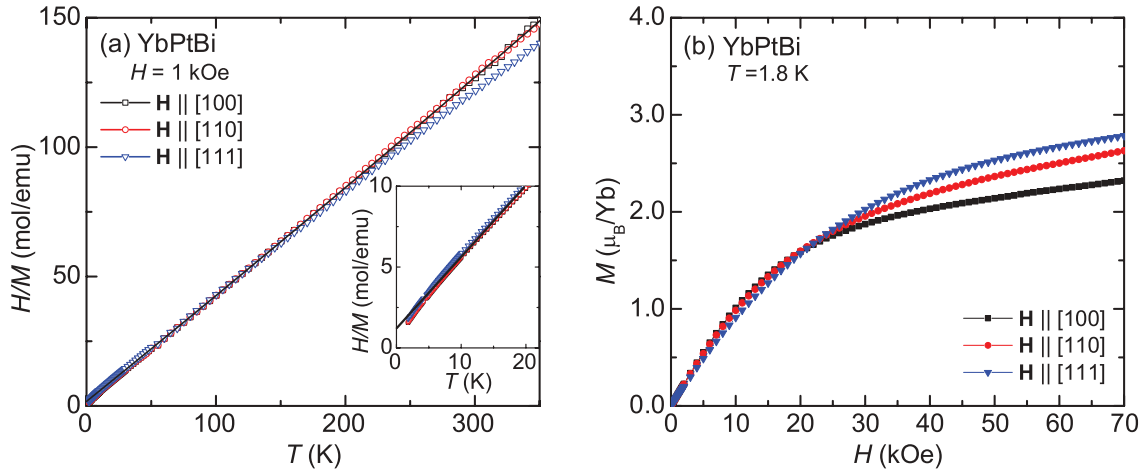 (a) YbPtBi
H = 1 kOe
H || [100]
H || [110]
H || [111]
150
100
50
0
H/M (mol/emu)
0 100 200 300
T (K)
10
5
0
H/M (mol/emu)
0 10 20
T (K)
(b) YbPtBi
T =1.8 K
4.0
3.0
2.0
1.0
0.0
M (μB/Yb)
H || [100]
H || [110]
H || [111]
0 10 20 30 40 50 60 70
H (kOe)